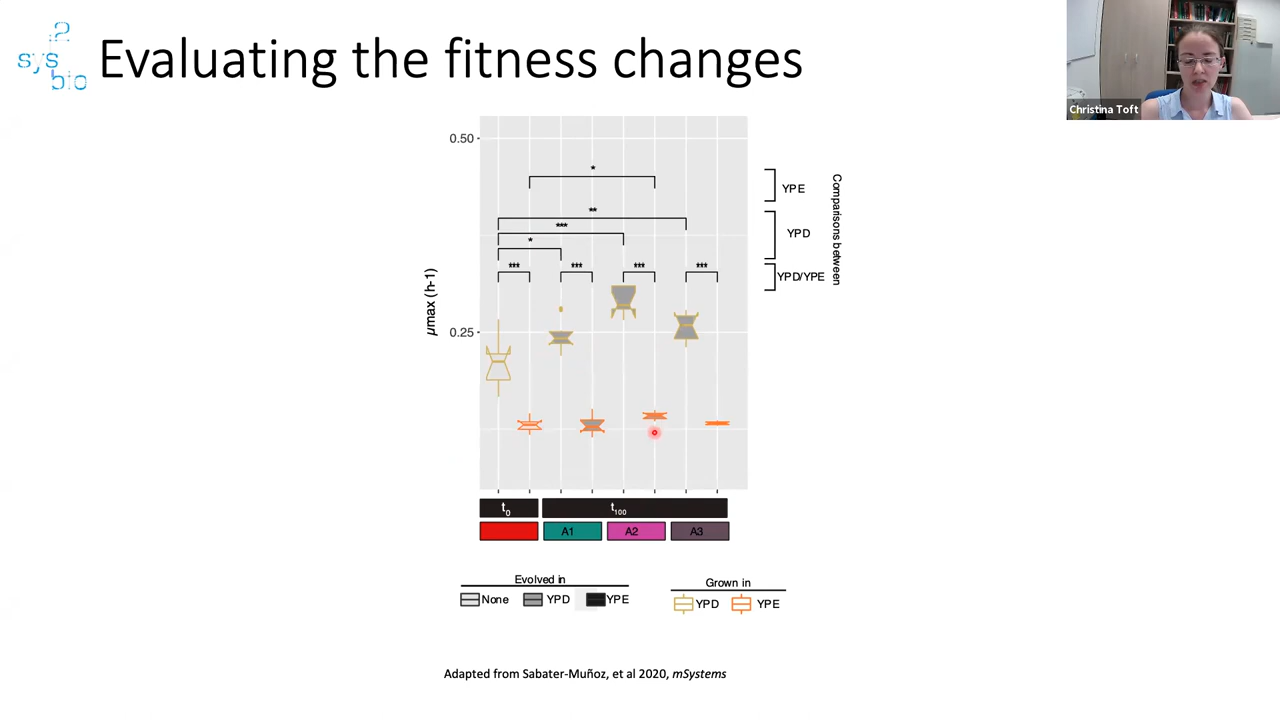 ?
sys
bio
Evaluating the fitness changes
Christina Toft
0.50
0.25
µmax (h-1)
*
**
***
*
***
***
***
***
YPE
YPD
YPD/YPE
Comparisons between
t0
t100
A1
A2
A3
Evolved in
None
YPD
YPE
Grown in
YPD
YPE
Adapted from Sabater-Muñoz, et al 2020, mSystems